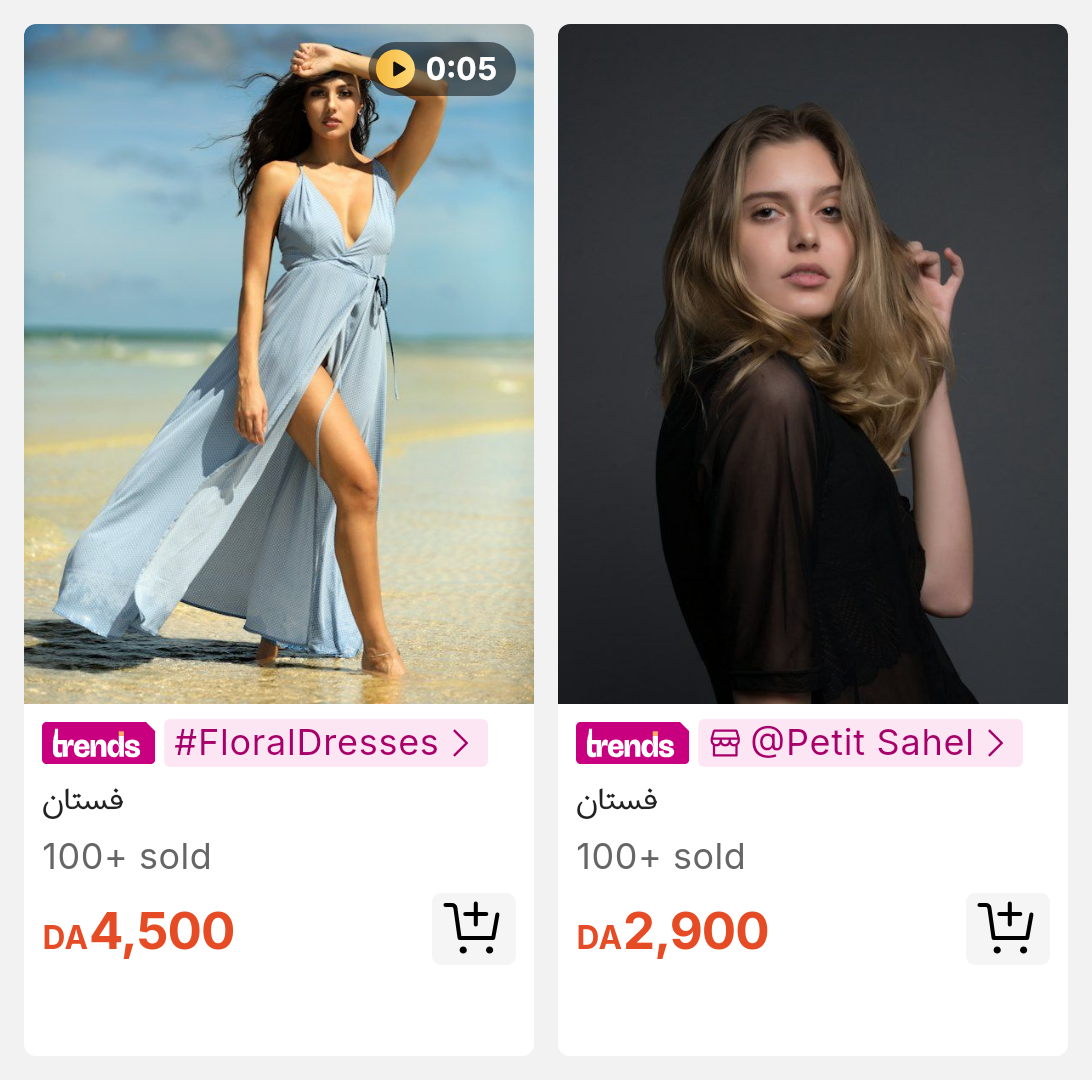 0:05
trends #FloralDresses
فستان
100+ sold
DA4,500
trends @Petit Sahel
فستان
100+ sold
DA2,900